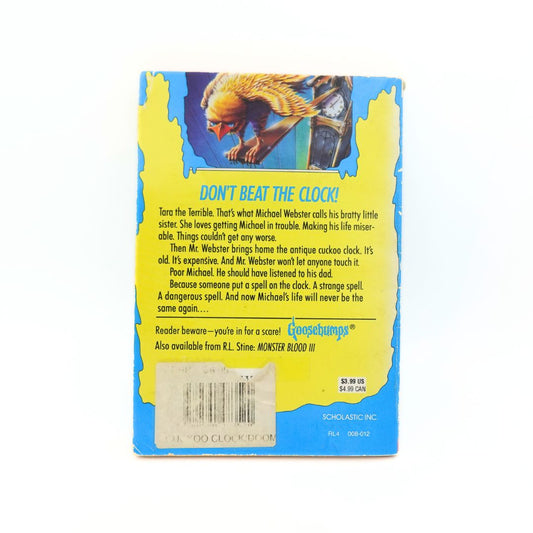 DON'T BEAT THE CLOCK!
Tara the Terrible. That's what Michael Webster calls his bratty little
sister. She loves getting Michael in trouble. Making his life miser-
able. Things couldn't get any worse.
Then Mr. Webster brings home the antique cuckoo clock. It's
old. It's expensive. And Mr. Webster won't let anyone touch it.
Poor Michael. He should have listened to his dad.
Because someone put a spell on the clock. A strange spell.
A dangerous spell. And now Michael's life will never be the
same again....
Reader beware—you're in for a scare! Goosebumps®
Also available from R.L. Stine: MONSTER BLOOD III
$3.99 US
$4.99 CAN
SCHOLASTIC INC.
RL4 008-012
CLOCK